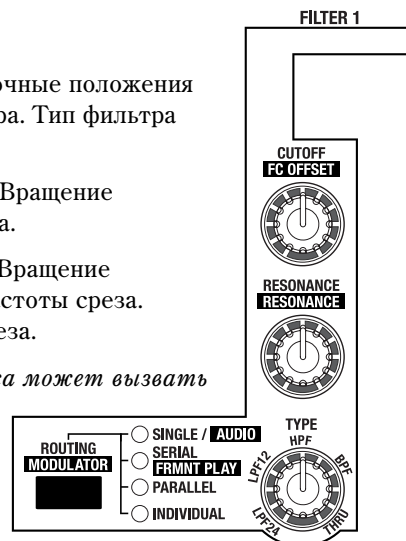 FILTER 1
очные положения
ра. Тип фильтра
Вращение
а.
Вращение
стоты среза.
еза.
ка может вызвать
CUTOFF
FC OFFSET
RESONANCE
RESONANCE
ROUTING
MODULATOR
SINGLE / AUDIO
SERIAL
FRMNT PLAY
PARALLEL
INDIVIDUAL
TYPE
HPF
LPF12
BPF
LPF24
THRU